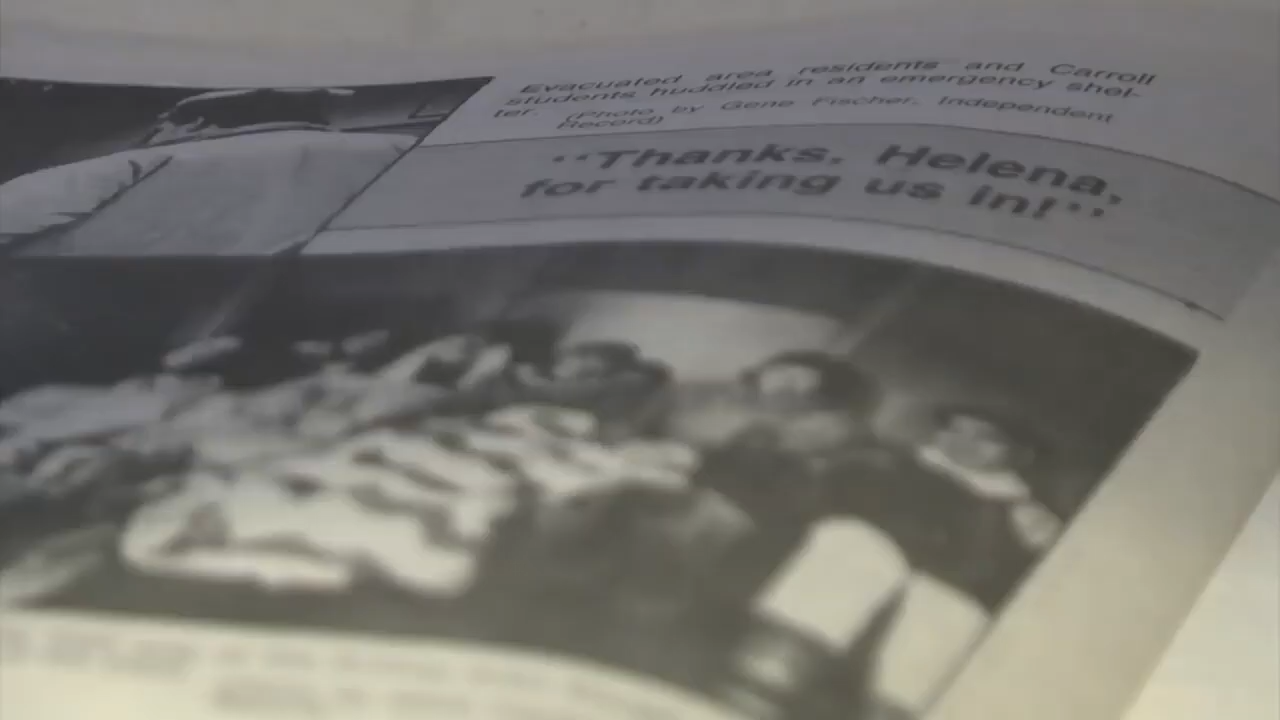 Evacuated area residents and Carroll
students huddled in an emergency shel-
ter. (Photo by Gene Fischer, Independent
Record)
“Thanks, Helena,
for taking us in!”